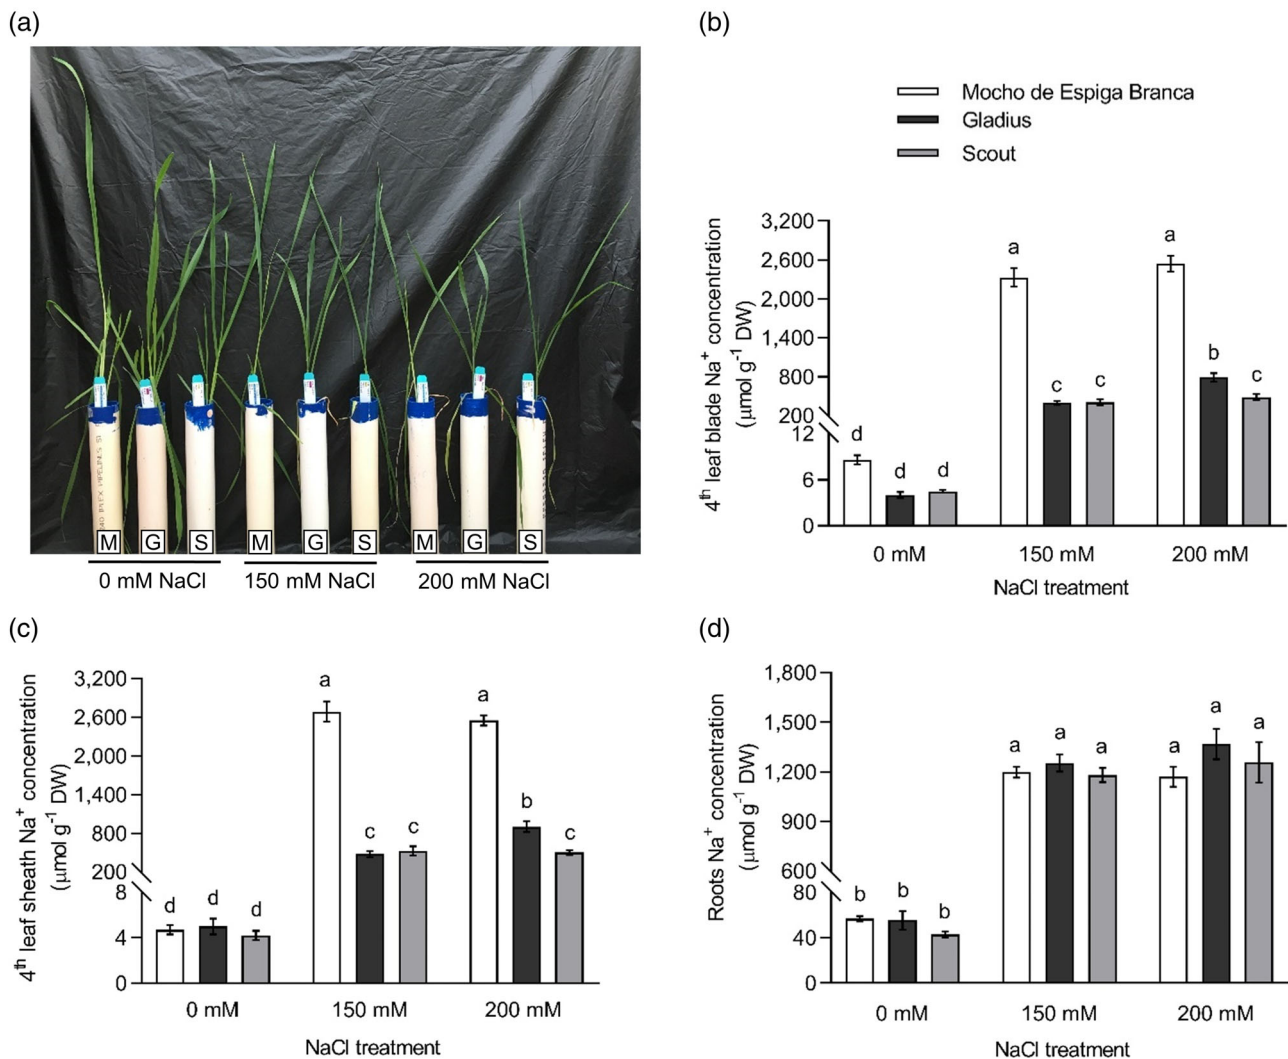 (a)
M G S M G S M G S
0 mM NaCl 150 mM NaCl 200 mM NaCl
(b)
Mocho de Espiga Branca
Gladius
Scout
4th leaf blade Na+ concentration
(μmol g-1 DW)
3,200
2,600
2,000
1,400
800
200
12
6
0
d d d a c c a b c
0 mM 150 mM 200 mM
NaCl treatment
(c)
4th leaf sheath Na+ concentration
(μmol g-1 DW)
3,200
2,600
2,000
1,400
800
200
8
4
0
d d d a c c a b c
0 mM 150 mM 200 mM
NaCl treatment
(d)
Roots Na+ concentration
(μmol g-1 DW)
1,800
1,500
1,200
900
600
80
40
0
b b b a a a a a a
0 mM 150 mM 200 mM
NaCl treatment